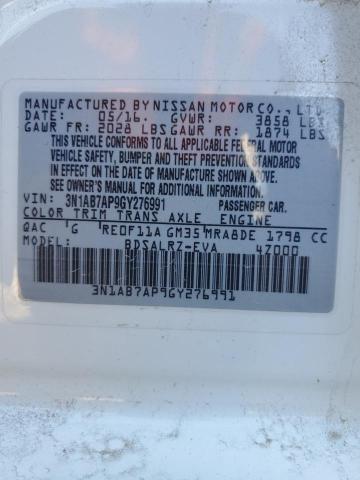 MANUFACTURED BY NISSAN MOTOR CO., LTD.
DATE: 05/16. GVWR: 3858 LBS
GAWR FR: 2028 LBS GAWR RR: 1874 LBS
THIS VEHICLE CONFORMS TO ALL APPLICABLE FEDERAL MOTOR
VEHICLE SAFETY, BUMPER AND THEFT PREVENTION STANDARDS
IN EFFECT ON THE DATE OF MANUFACTURE SHOWN ABOVE.
SEE OWNER'S MANUAL FOR ADDITIONAL INFORMATION.
VIN: 3N1AB7AP9GY276991 PASSENGER CAR.
COLOR TRIM TRANS AXLE ENGINE
QAC G RE0F11A GM35 MRA8DE 1798 CC
MODEL: BDSALRZ-EVA 4Z000
3N1AB7AP9GY276991